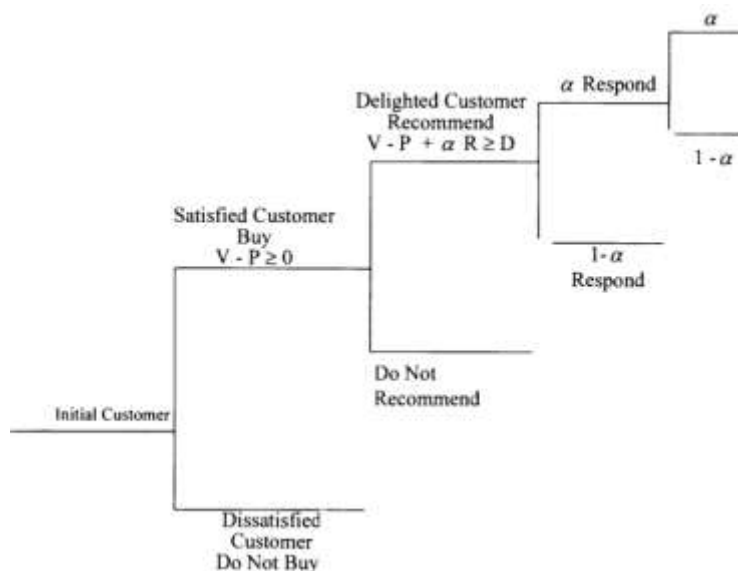 α
α Respond
1 - α
Delighted Customer
Recommend
V - P + α R ≥ D
Satisfied Customer
Buy
V - P ≥ 0
1- α
Respond
Do Not
Recommend
Initial Customer
Dissatisfied
Customer
Do Not Buy